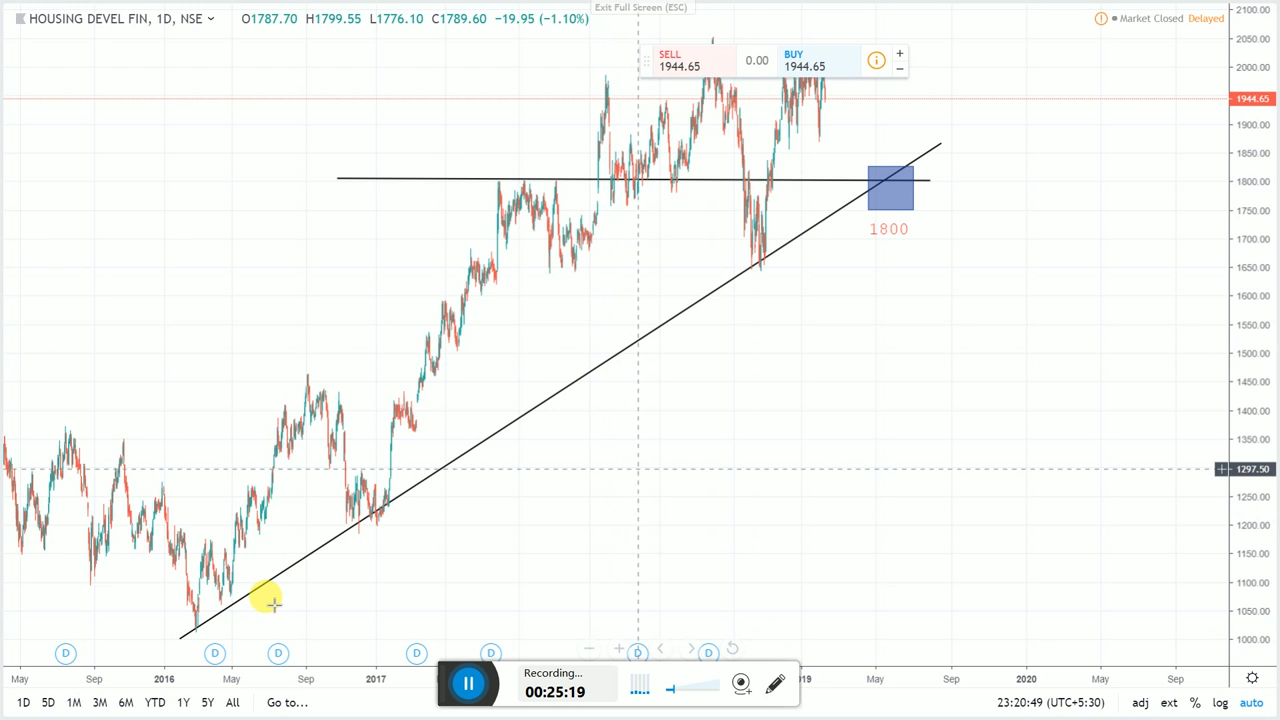 Exit Full Screen (ESC)
HOUSING DEVEL FIN, 1D, NSE O1787.70 H1799.55 L1776.10 C1789.60 −19.95 (−1.10%)
Market Closed Delayed
SELL
1944.65
0.00
BUY
1944.65
2100.00
2050.00
2000.00
1944.65
1900.00
1850.00
1800.00
1750.00
1700.00
1650.00
1600.00
1550.00
1500.00
1450.00
1400.00
1350.00
1297.50
1250.00
1200.00
1150.00
1100.00
1050.00
1000.00
1800
D D D D D D D
May Sep 2016 May Sep 2017 May Sep 2020 May Sep
Recording...
00:25:19
1D 5D 1M 3M 6M YTD 1Y 5Y All Go to...
23:20:49 (UTC+5:30) adj ext % log auto